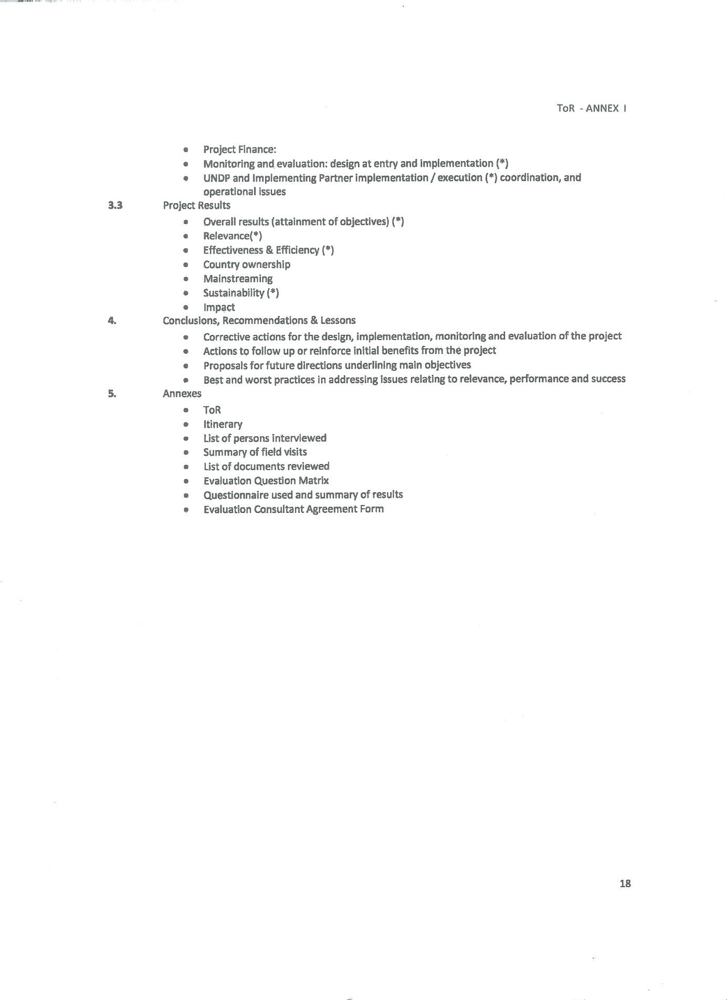 ToR - ANNEX I
• Project Finance:
• Monitoring and evaluation: design at entry and implementation (*)
• UNDP and Implementing Partner implementation / execution (*) coordination, and
operational issues
3.3 Project Results
• Overall results (attainment of objectives) (*)
• Relevance(*)
• Effectiveness & Efficiency (*)
• Country ownership
• Mainstreaming
• Sustainability (*)
• Impact
4. Conclusions, Recommendations & Lessons
• Corrective actions for the design, implementation, monitoring and evaluation of the project
• Actions to follow up or reinforce initial benefits from the project
• Proposals for future directions underlining main objectives
• Best and worst practices in addressing issues relating to relevance, performance and success
5. Annexes
• ToR
• Itinerary
• List of persons interviewed
• Summary of field visits
• List of documents reviewed
• Evaluation Question Matrix
• Questionnaire used and summary of results
• Evaluation Consultant Agreement Form
18